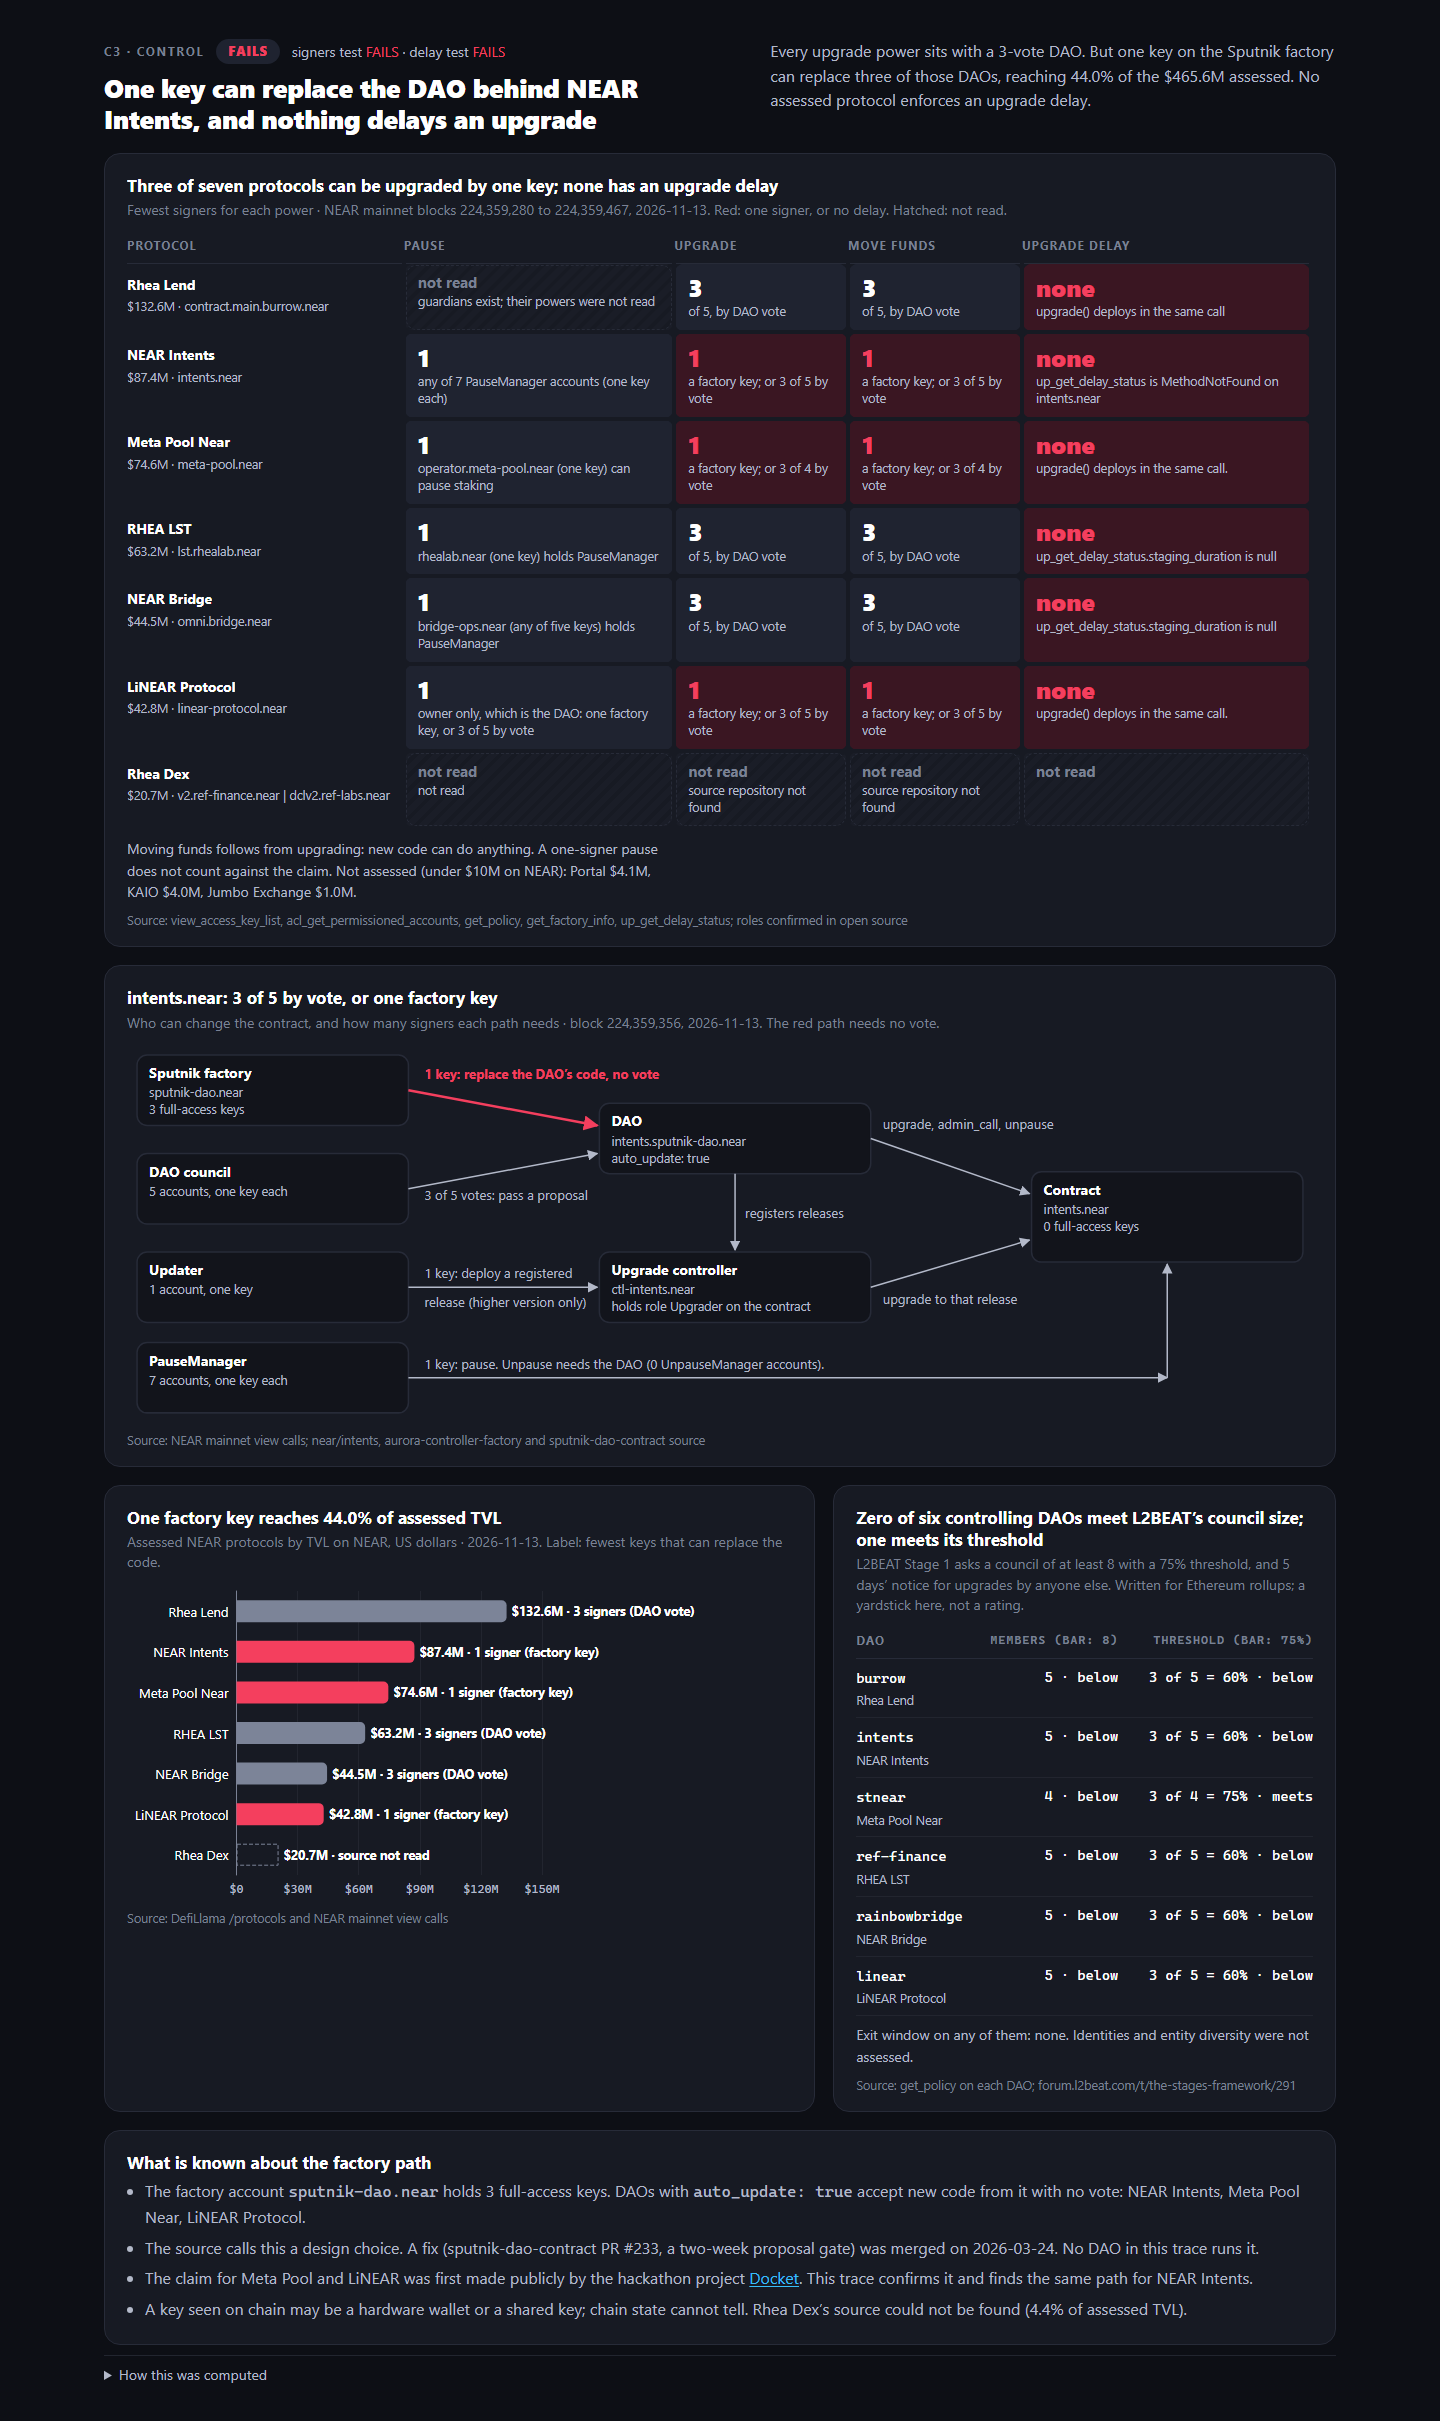 C3 · CONTROL FAILS signers test FAILS · delay test FAILS
One key can replace the DAO behind NEAR
Intents, and nothing delays an upgrade
Every upgrade power sits with a 3-vote DAO. But one key on the Sputnik factory
can replace three of those DAOs, reaching 44.0% of the $465.6M assessed. No
assessed protocol enforces an upgrade delay.
Three of seven protocols can be upgraded by one key; none has an upgrade delay
Fewest signers for each power · NEAR mainnet blocks 224,359,280 to 224,359,467, 2026-11-13. Red: one signer, or no delay. Hatched: not read.
PROTOCOL PAUSE UPGRADE MOVE FUNDS UPGRADE DELAY
Rhea Lend
$132.6M · contract.main.burrow.near
not read
guardians exist; their powers were not read
3
of 5, by DAO vote
3
of 5, by DAO vote
none
upgrade() deploys in the same call
NEAR Intents
$87.4M · intents.near
1
any of 7 PauseManager accounts (one key
each)
1
a factory key; or 3 of 5 by
vote
1
a factory key; or 3 of 5 by
vote
none
up_get_delay_status is MethodNotFound on
intents.near
Meta Pool Near
$74.6M · meta-pool.near
1
operator.meta-pool.near (one key) can
pause staking
1
a factory key; or 3 of 4 by
vote
1
a factory key; or 3 of 4 by
vote
none
upgrade() deploys in the same call.
RHEA LST
$63.2M · lst.rhealab.near
1
rhealab.near (one key) holds PauseManager
3
of 5, by DAO vote
3
of 5, by DAO vote
none
up_get_delay_status.staging_duration is null
NEAR Bridge
$44.5M · omni.bridge.near
1
bridge-ops.near (any of five keys) holds
PauseManager
3
of 5, by DAO vote
3
of 5, by DAO vote
none
up_get_delay_status.staging_duration is null
LiNEAR Protocol
$42.8M · linear-protocol.near
1
owner only, which is the DAO: one factory
key, or 3 of 5 by vote
1
a factory key; or 3 of 5 by
vote
1
a factory key; or 3 of 5 by
vote
none
upgrade() deploys in the same call.
Rhea Dex
$20.7M · v2.ref-finance.near | dclv2.ref-labs.near
not read
not read
not read
source repository not
found
not read
source repository not
found
not read
Moving funds follows from upgrading: new code can do anything. A one-signer pause
does not count against the claim. Not assessed (under $10M on NEAR): Portal $4.1M,
KAIO $4.0M, Jumbo Exchange $1.0M.
Source: view_access_key_list, acl_get_permissioned_accounts, get_policy, get_factory_info, up_get_delay_status; roles confirmed in open source
intents.near: 3 of 5 by vote, or one factory key
Who can change the contract, and how many signers each path needs · block 224,359,356, 2026-11-13. The red path needs no vote.
Sputnik factory
sputnik-dao.near
3 full-access keys
1 key: replace the DAO's code, no vote
DAO
intents.sputnik-dao.near
auto_update: true
upgrade, admin_call, unpause
DAO council
5 accounts, one key each
3 of 5 votes: pass a proposal
registers releases
Contract
intents.near
0 full-access keys
Updater
1 account, one key
1 key: deploy a registered
release (higher version only)
Upgrade controller
ctl-intents.near
holds role Upgrader on the contract
upgrade to that release
PauseManager
7 accounts, one key each
1 key: pause. Unpause needs the DAO (0 UnpauseManager accounts).
Source: NEAR mainnet view calls; near/intents, aurora-controller-factory and sputnik-dao-contract source
One factory key reaches 44.0% of assessed TVL
Assessed NEAR protocols by TVL on NEAR, US dollars · 2026-11-13. Label: fewest keys that can replace the
code.
Rhea Lend $132.6M · 3 signers (DAO vote)
NEAR Intents $87.4M · 1 signer (factory key)
Meta Pool Near $74.6M · 1 signer (factory key)
RHEA LST $63.2M · 3 signers (DAO vote)
NEAR Bridge $44.5M · 3 signers (DAO vote)
LiNEAR Protocol $42.8M · 1 signer (factory key)
Rhea Dex $20.7M · source not read
$0 $30M $60M $90M $120M $150M
Source: DefiLlama /protocols and NEAR mainnet view calls
Zero of six controlling DAOs meet L2BEAT's council size;
one meets its threshold
L2BEAT Stage 1 asks a council of at least 8 with a 75% threshold, and 5
days' notice for upgrades by anyone else. Written for Ethereum rollups; a
yardstick here, not a rating.
DAO MEMBERS (BAR: 8) THRESHOLD (BAR: 75%)
burrow 5 · below 3 of 5 = 60% · below
Rhea Lend
intents 5 · below 3 of 5 = 60% · below
NEAR Intents
stnear 4 · below 3 of 4 = 75% · meets
Meta Pool Near
ref-finance 5 · below 3 of 5 = 60% · below
RHEA LST
rainbowbridge 5 · below 3 of 5 = 60% · below
NEAR Bridge
linear 5 · below 3 of 5 = 60% · below
LiNEAR Protocol
Exit window on any of them: none. Identities and entity diversity were not
assessed.
Source: get_policy on each DAO; forum.l2beat.com/t/the-stages-framework/291
What is known about the factory path
• The factory account sputnik-dao.near holds 3 full-access keys. DAOs with auto_update: true accept new code from it with no vote: NEAR Intents, Meta Pool
Near, LiNEAR Protocol.
• The source calls this a design choice. A fix (sputnik-dao-contract PR #233, a two-week proposal gate) was merged on 2026-03-24. No DAO in this trace runs it.
• The claim for Meta Pool and LiNEAR was first made publicly by the hackathon project Docket. This trace confirms it and finds the same path for NEAR Intents.
• A key seen on chain may be a hardware wallet or a shared key; chain state cannot tell. Rhea Dex's source could not be found (4.4% of assessed TVL).
▶ How this was computed